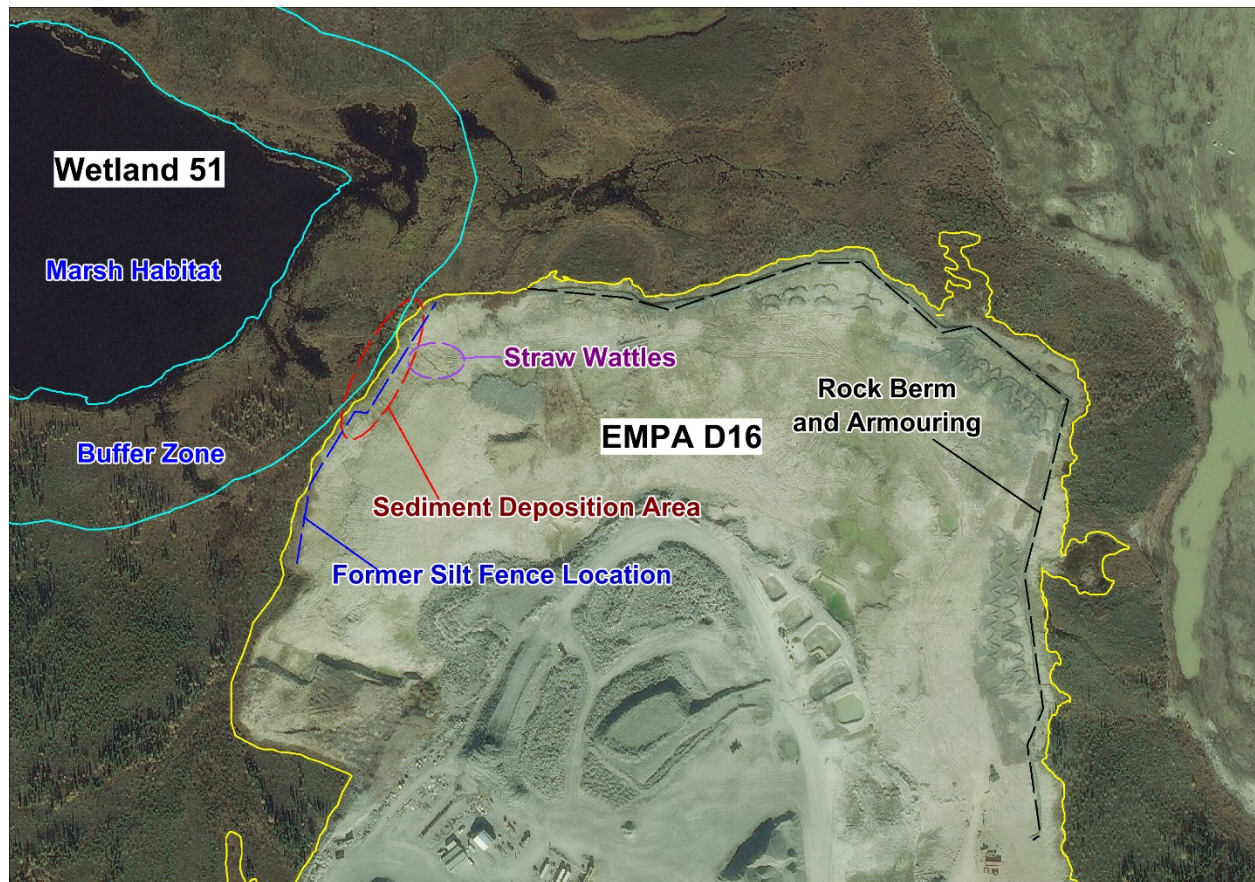 Wetland 51
Marsh Habitat
Straw Wattles
Rock Berm
and Armouring
EMPA D16
Buffer Zone
Sediment Deposition Area
Former Silt Fence Location